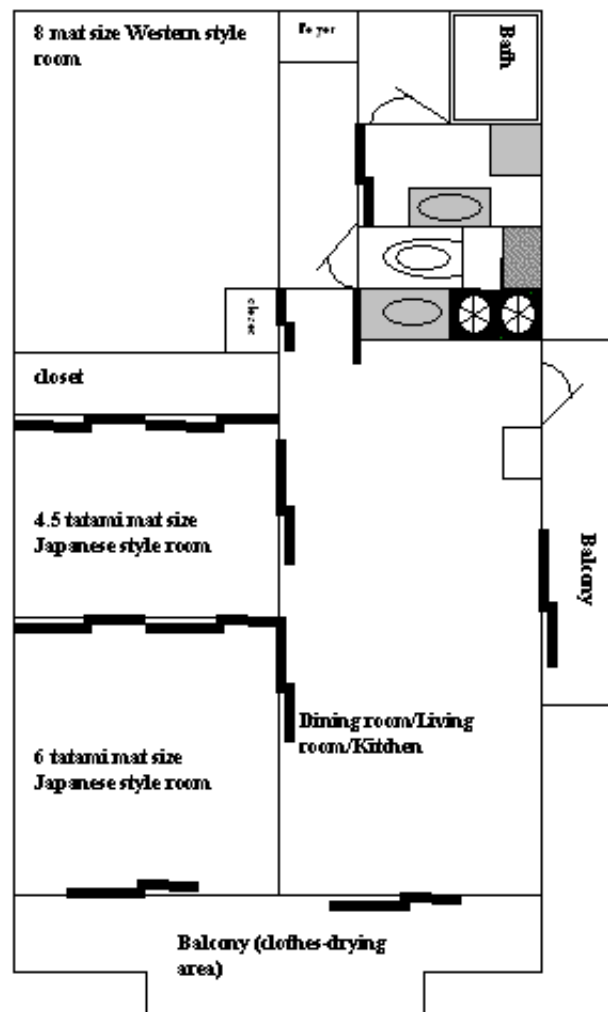 8 mat size Western style
room
Foyer
Bath
closet
closet
4.5 tatami mat size
Japanese style room
Balcony
Dining room/Living
room/Kitchen
6 tatami mat size
Japanese style room
Balcony (clothes-drying
area)